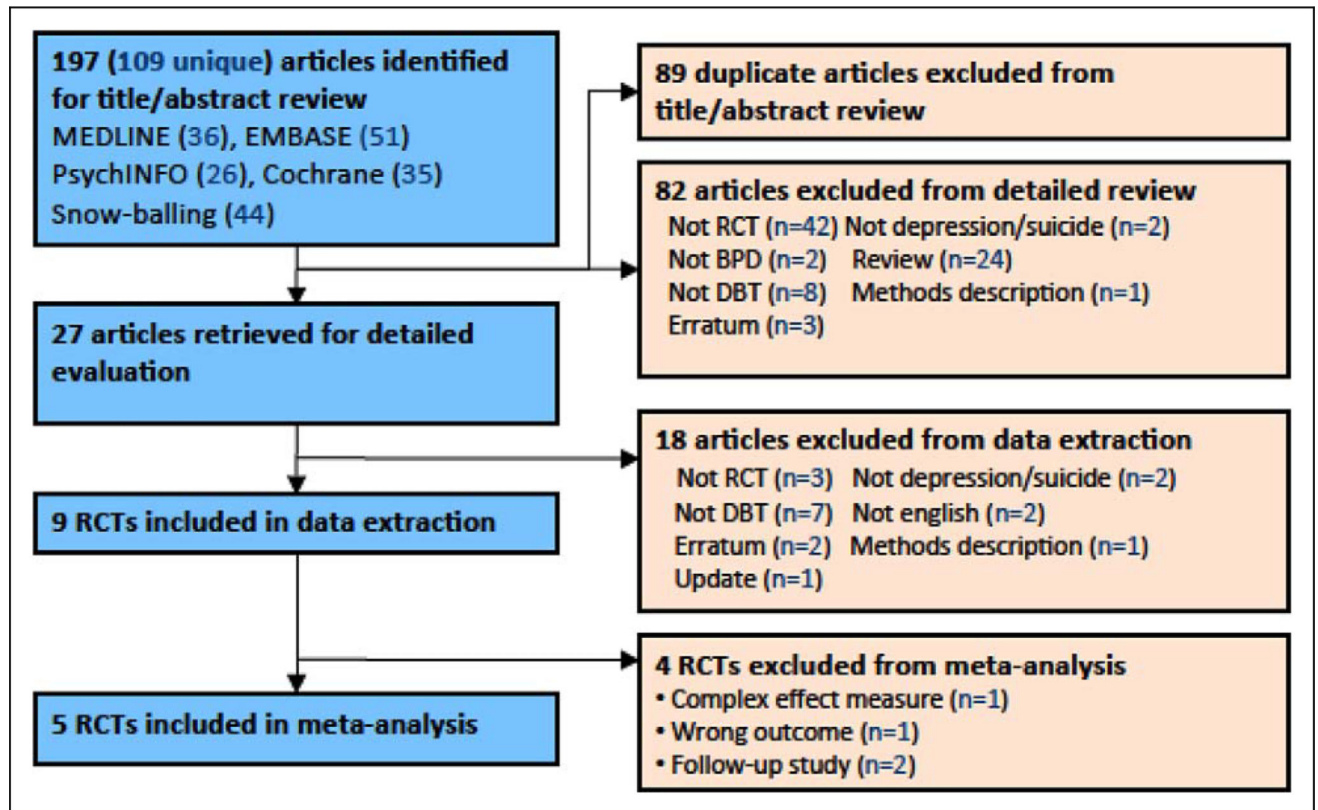 197 (109 unique) articles identified
for title/abstract review
MEDLINE (36), EMBASE (51)
PsychINFO (26), Cochrane (35)
Snow-balling (44)
89 duplicate articles excluded from
title/abstract review
82 articles excluded from detailed review
Not RCT (n=42) Not depression/suicide (n=2)
Not BPD (n=2) Review (n=24)
Not DBT (n=8) Methods description (n=1)
Erratum (n=3)
27 articles retrieved for detailed
evaluation
18 articles excluded from data extraction
Not RCT (n=3) Not depression/suicide (n=2)
Not DBT (n=7) Not english (n=2)
Erratum (n=2) Methods description (n=1)
Update (n=1)
9 RCTs included in data extraction
4 RCTs excluded from meta-analysis
• Complex effect measure (n=1)
• Wrong outcome (n=1)
• Follow-up study (n=2)
5 RCTs included in meta-analysis